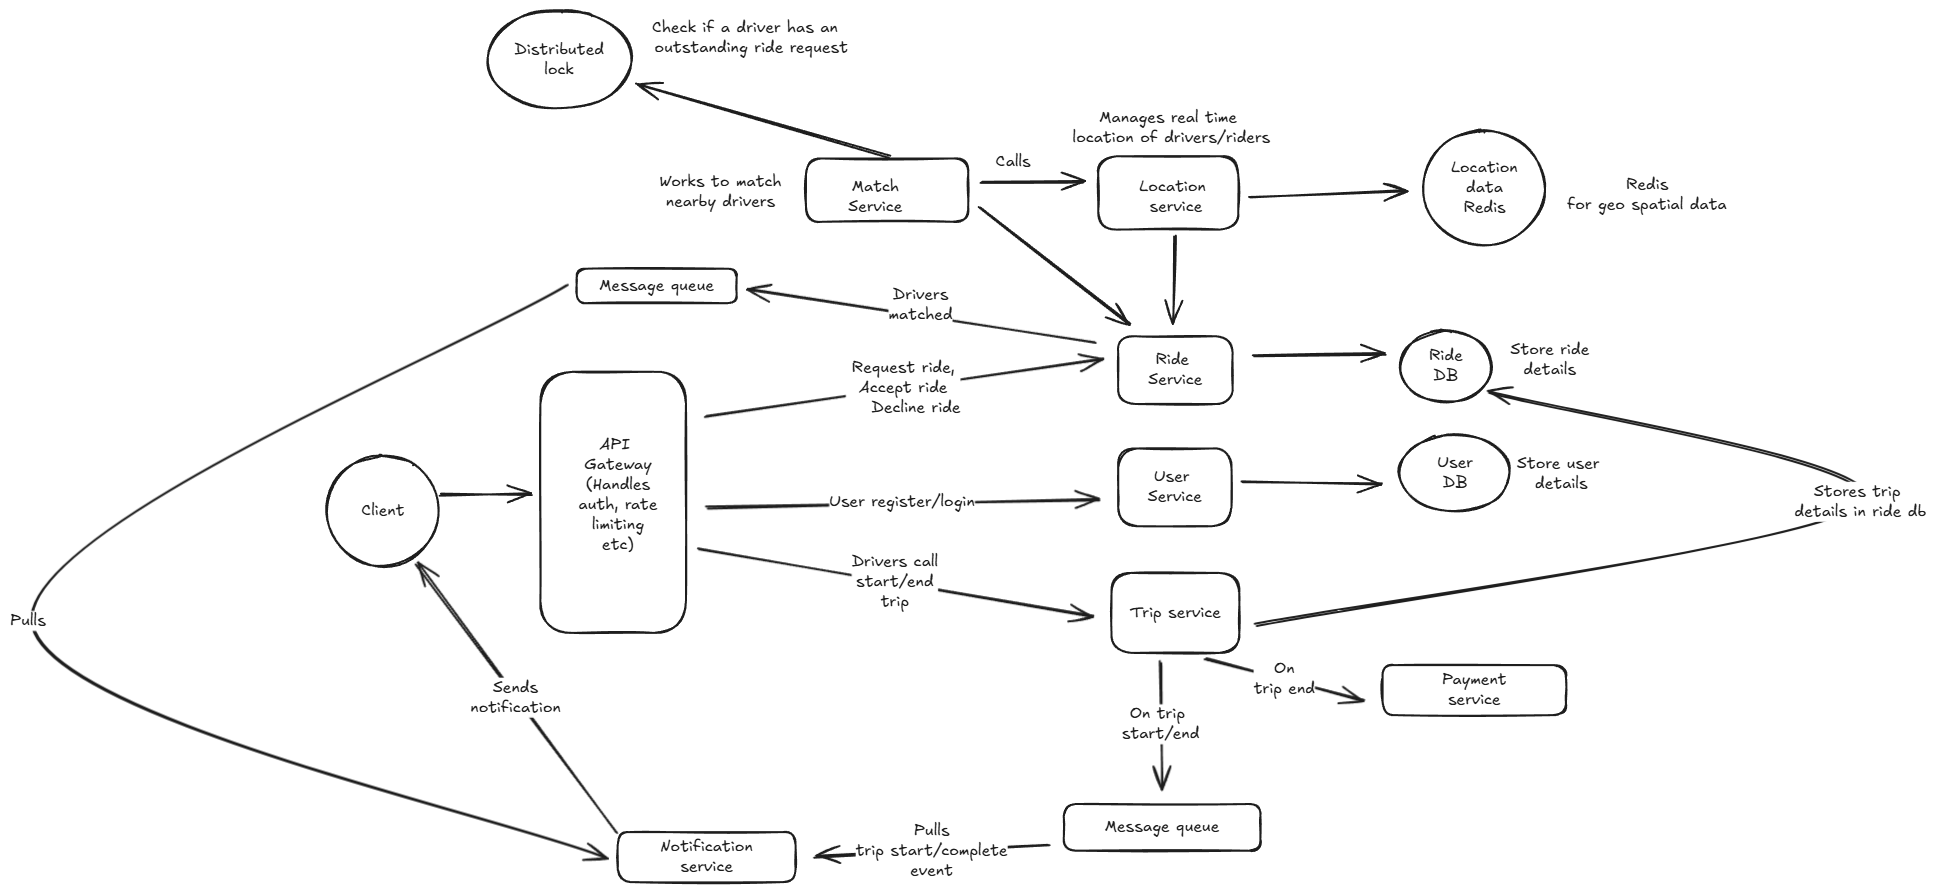 Distributed
lock
Check if a driver has an
outstanding ride request
Manages real time
location of drivers/riders
Works to match
nearby drivers
Match
Service
Calls
Location
service
Location
data
Redis
Redis
for geo spatial data
Message queue
Drivers
matched
Request ride,
Accept ride
Decline ride
Ride
Service
Ride
DB
Store ride
details
API
Gateway
(Handles
auth, rate
limiting
etc)
Client
User register/login
User
Service
User
DB
Store user
details
Stores trip
details in ride db
Drivers call
start/end
trip
Trip service
Pulls
On
trip end
Payment
service
Sends
notification
On trip
start/end
Message queue
Pulls
trip start/complete
event
Notification
service